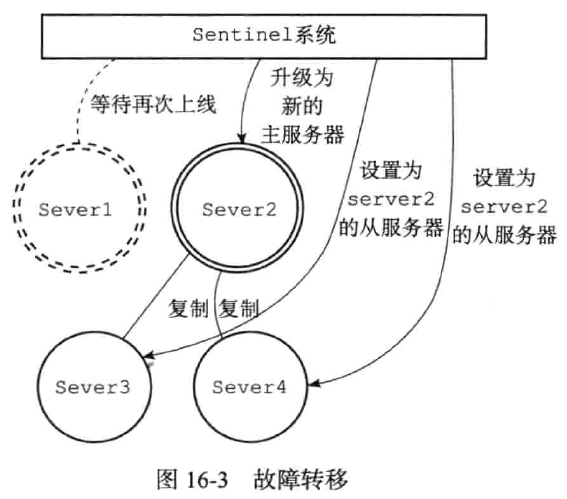 Sentinel系统
等待再次上线
升级为
新的
主服务器
设置为
server2
的从服务器
设置为
server2
的从服务器
Sever1
Sever2
复制
复制
Sever3
Sever4
图 16-3 故障转移